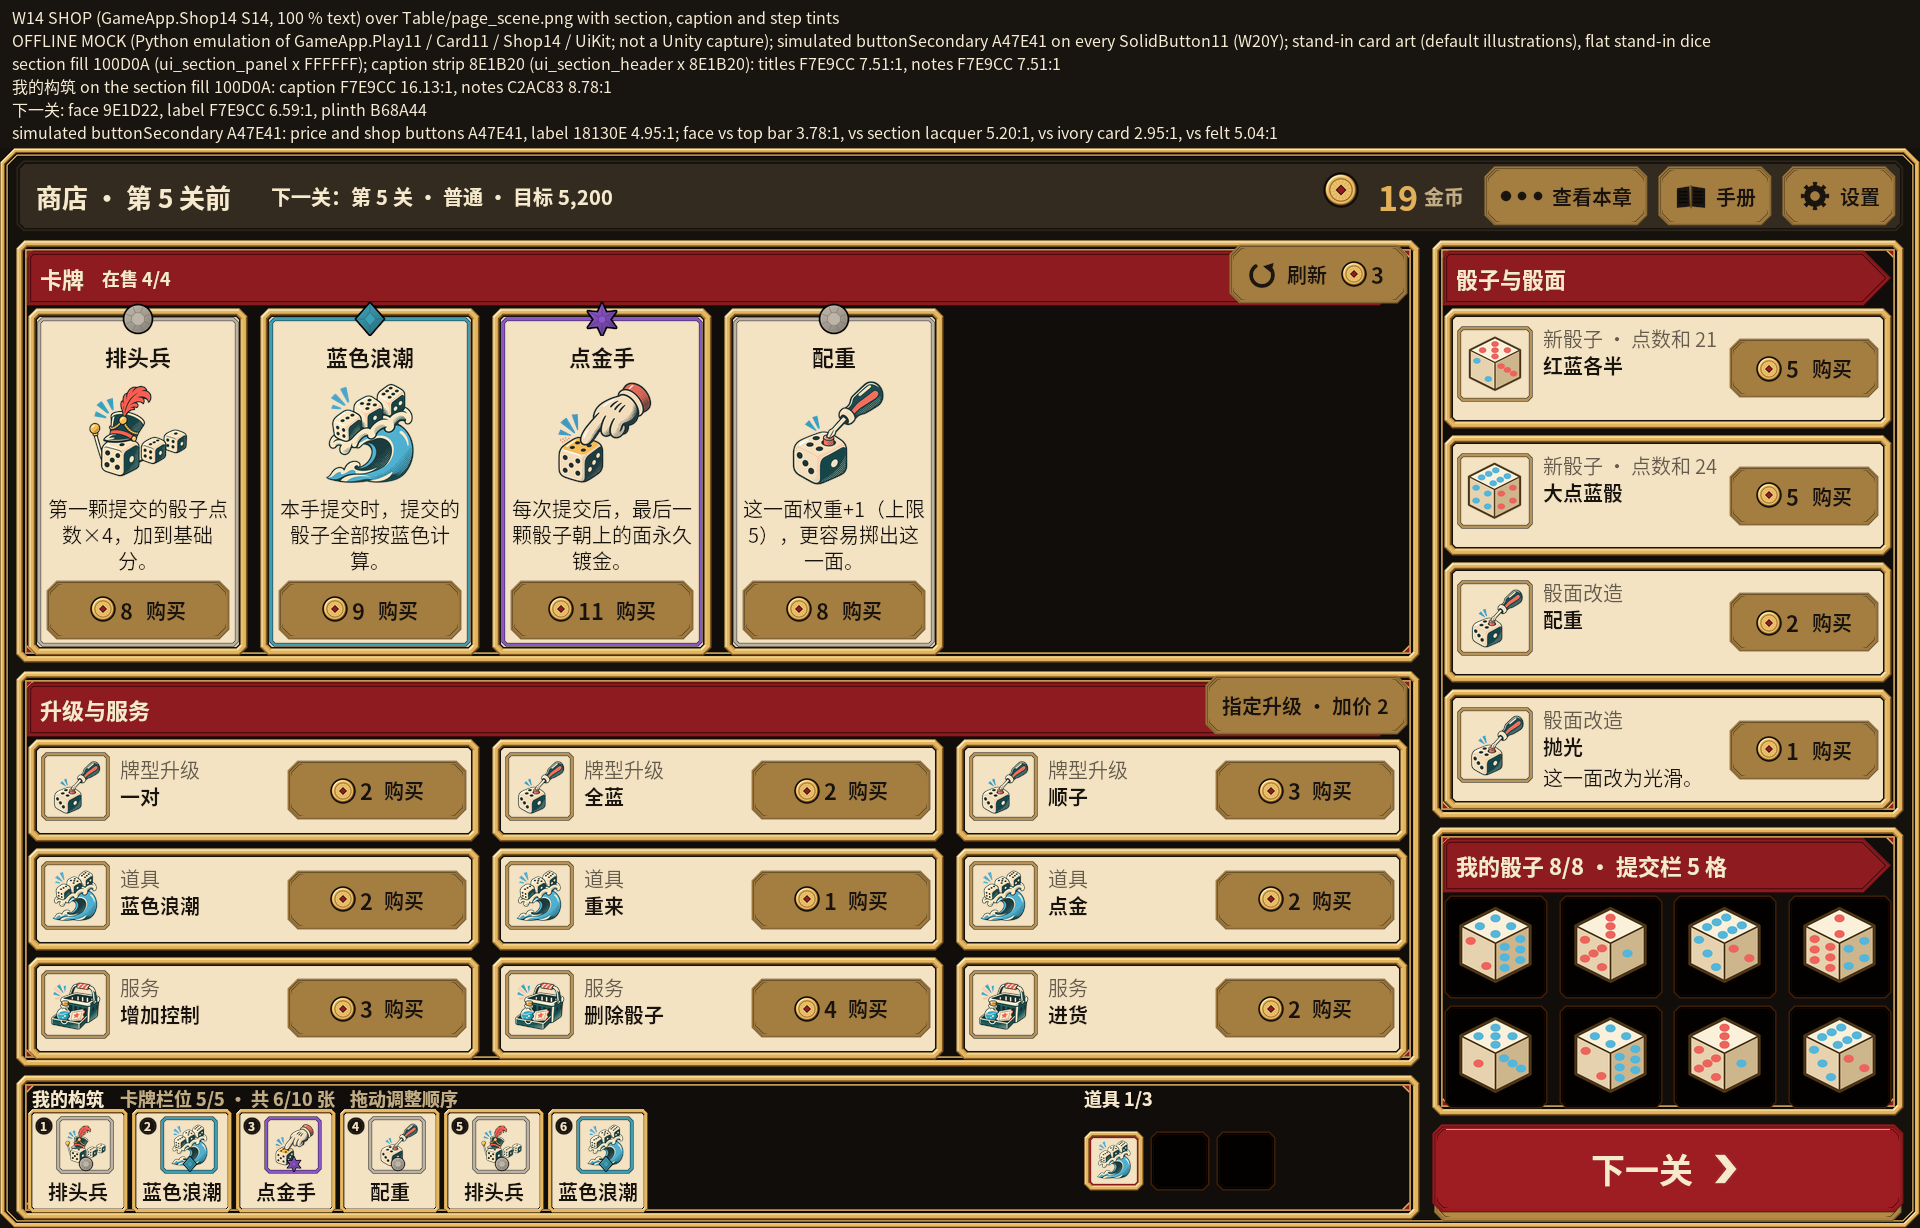 W14 SHOP (GameApp.Shop14 S14, 100 % text) over Table/page_scene.png with section, caption and step tints
OFFLINE MOCK (Python emulation of GameApp.Play11 / Card11 / Shop14 / UiKit; not a Unity capture); simulated buttonSecondary A47E41 on every SolidButton11 (W20Y); stand-in card art (default illustrations), flat stand-in dice
section fill 100D0A (ui_section_panel x FFFFFF); caption strip 8E1B20 (ui_section_header x 8E1B20): titles F7E9CC 7.51:1, notes F7E9CC 7.51:1
我的构筑 on the section fill 100D0A: caption F7E9CC 16.13:1, notes C2AC83 8.78:1
下一关: face 9E1D22, label F7E9CC 6.59:1, plinth B68A44
simulated buttonSecondary A47E41: price and shop buttons A47E41, label 18130E 4.95:1; face vs top bar 3.78:1, vs section lacquer 5.20:1, vs ivory card 2.95:1, vs felt 5.04:1
商店 · 第 5 关前 下一关：第 5 关 · 普通 · 目标 5,200
19 金币
查看本章
手册
设置
卡牌 在售 4/4
刷新 3
排头兵
第一颗提交的骰子点
数×4，加到基础
分。
8 购买
蓝色浪潮
本手提交时，提交的
骰子全部按蓝色计
算。
9 购买
点金手
每次提交后，最后一
颗骰子朝上的面永久
镀金。
11 购买
配重
这一面权重+1（上限
5），更容易掷出这
一面。
8 购买
骰子与骰面
新骰子 · 点数和 21
红蓝各半
5 购买
新骰子 · 点数和 24
大点蓝骰
5 购买
骰面改造
配重
2 购买
骰面改造
抛光
这一面改为光滑。
1 购买
升级与服务
指定升级 · 加价 2
牌型升级
一对
2 购买
牌型升级
全蓝
2 购买
牌型升级
顺子
3 购买
道具
蓝色浪潮
2 购买
道具
重来
1 购买
道具
点金
2 购买
服务
增加控制
3 购买
服务
删除骰子
4 购买
服务
进货
2 购买
我的骰子 8/8 · 提交栏 5 格
我的构筑 卡牌栏位 5/5 · 共 6/10 张 拖动调整顺序
道具 1/3
1
排头兵
2
蓝色浪潮
3
点金手
4
配重
5
排头兵
6
蓝色浪潮
下一关